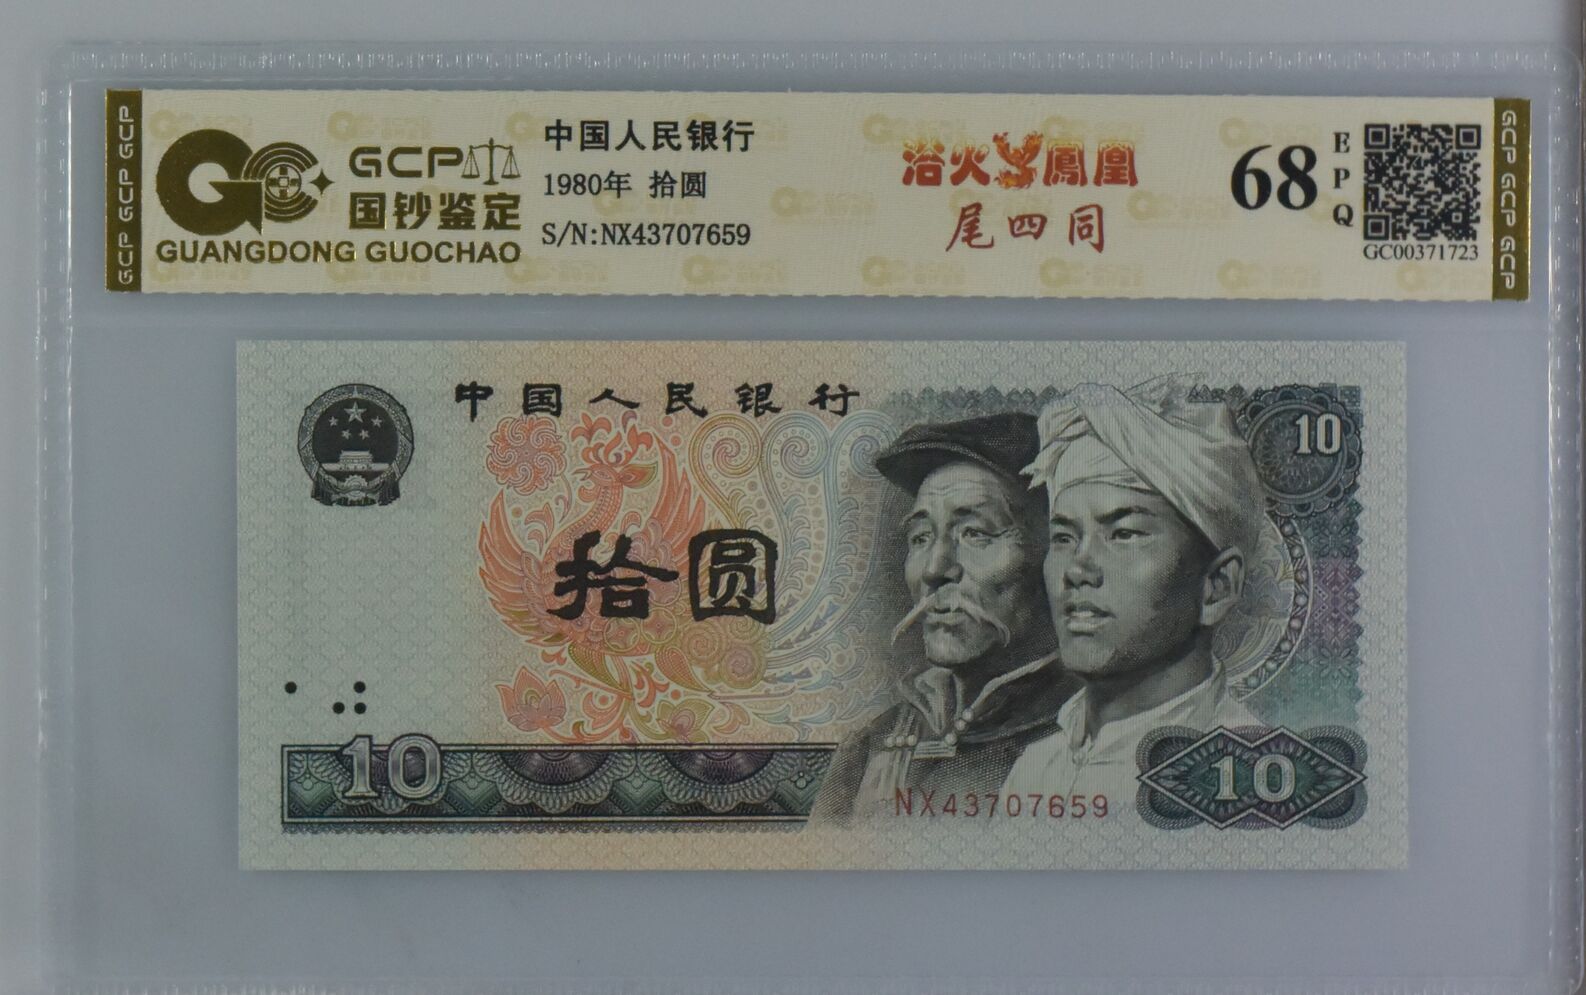 GCP GCP GCP
GCP
国钞鉴定
GUANGDONG GUOCHAO
中国人民银行
1980年 拾圆
S/N:NX43707659
浴火鳳凰
尾四同
68
EPQ
GC00371723
GCP GCP GCP
中国人民银行
10
拾圆
10
NX43707659
10